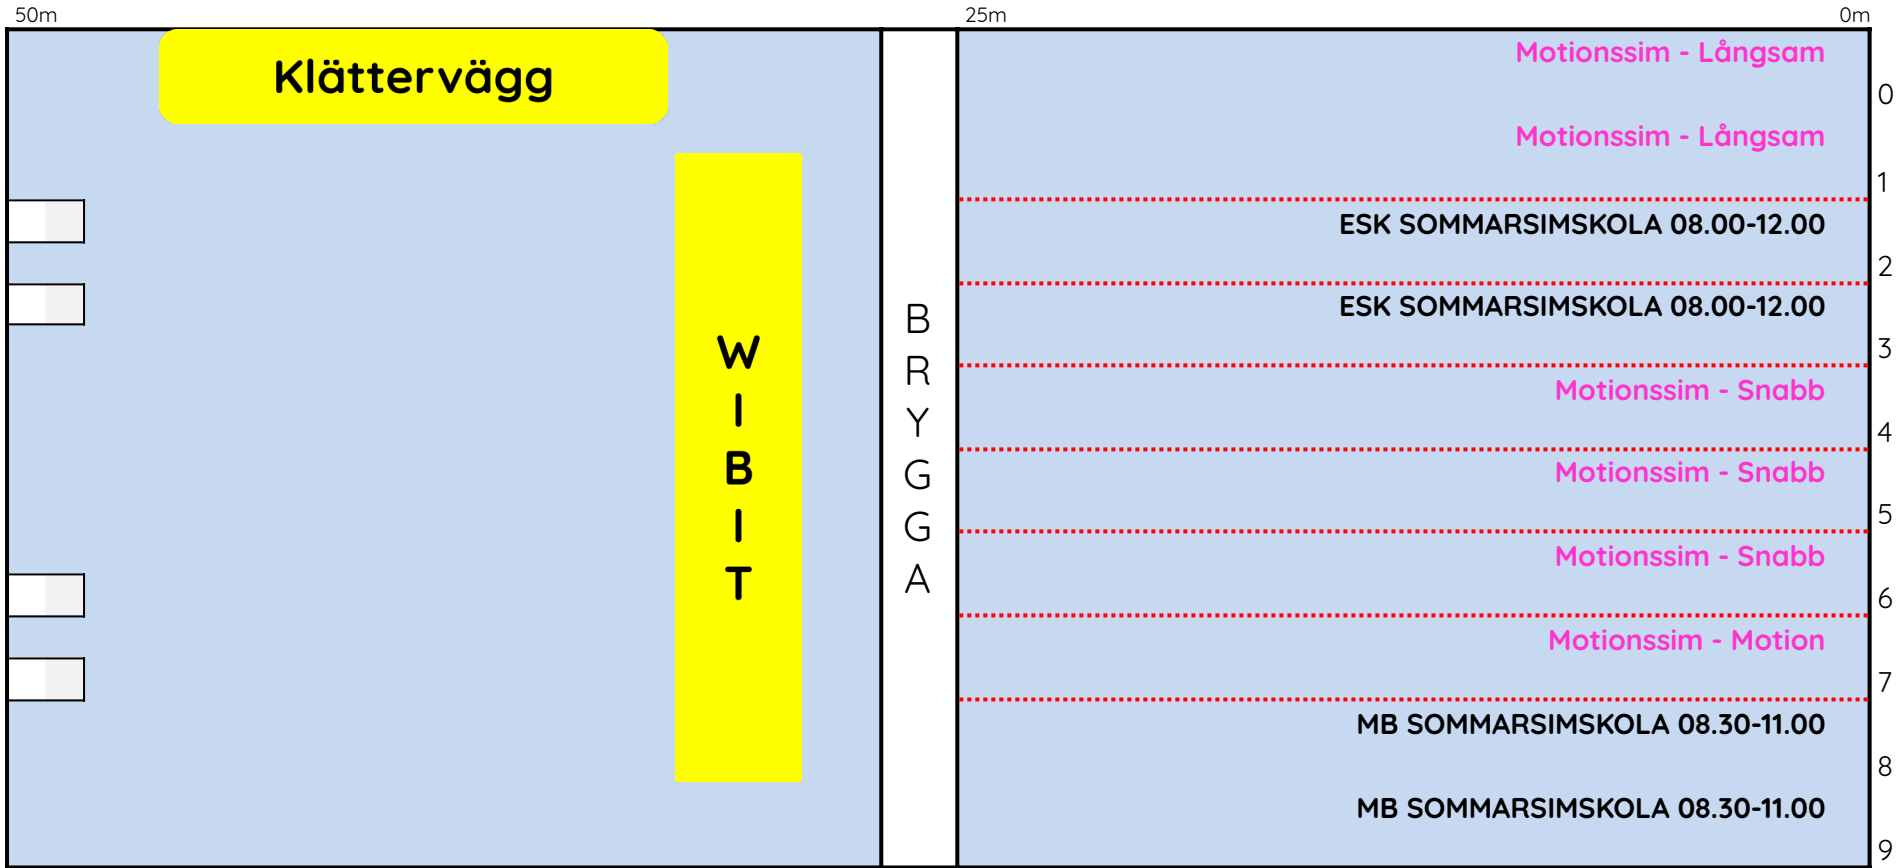 50m
25m
0m
Klättervägg
Motionssim - Långsam
0
Motionssim - Långsam
1
ESK SOMMARSIMSKOLA 08.00-12.00
2
ESK SOMMARSIMSKOLA 08.00-12.00
3
Motionssim - Snabb
4
Motionssim - Snabb
5
Motionssim - Snabb
6
Motionssim - Motion
7
MB SOMMARSIMSKOLA 08.30-11.00
8
MB SOMMARSIMSKOLA 08.30-11.00
9
W
I
B
I
T
B
R
Y
G
G
A